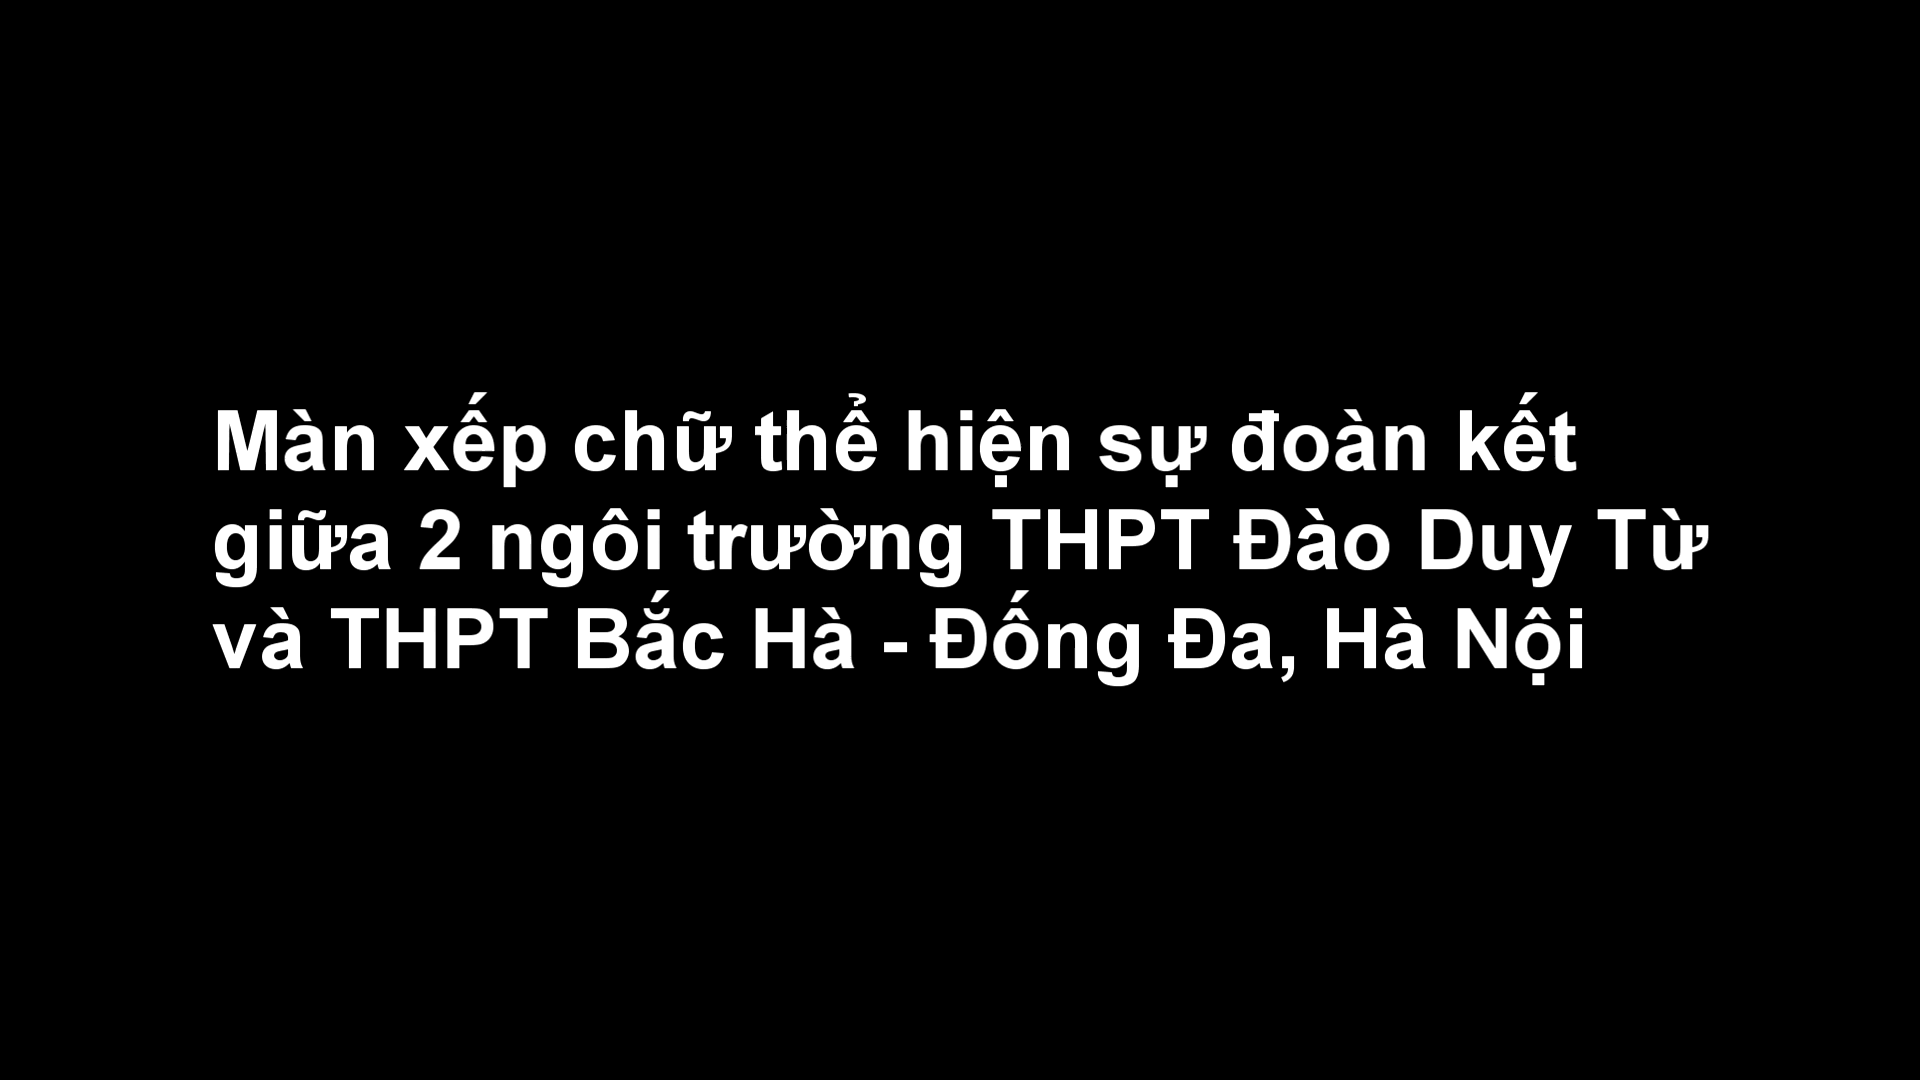 Màn xếp chữ thể hiện sự đoàn kết
giữa 2 ngôi trường THPT Đào Duy Từ
và THPT Bắc Hà - Đống Đa, Hà Nội